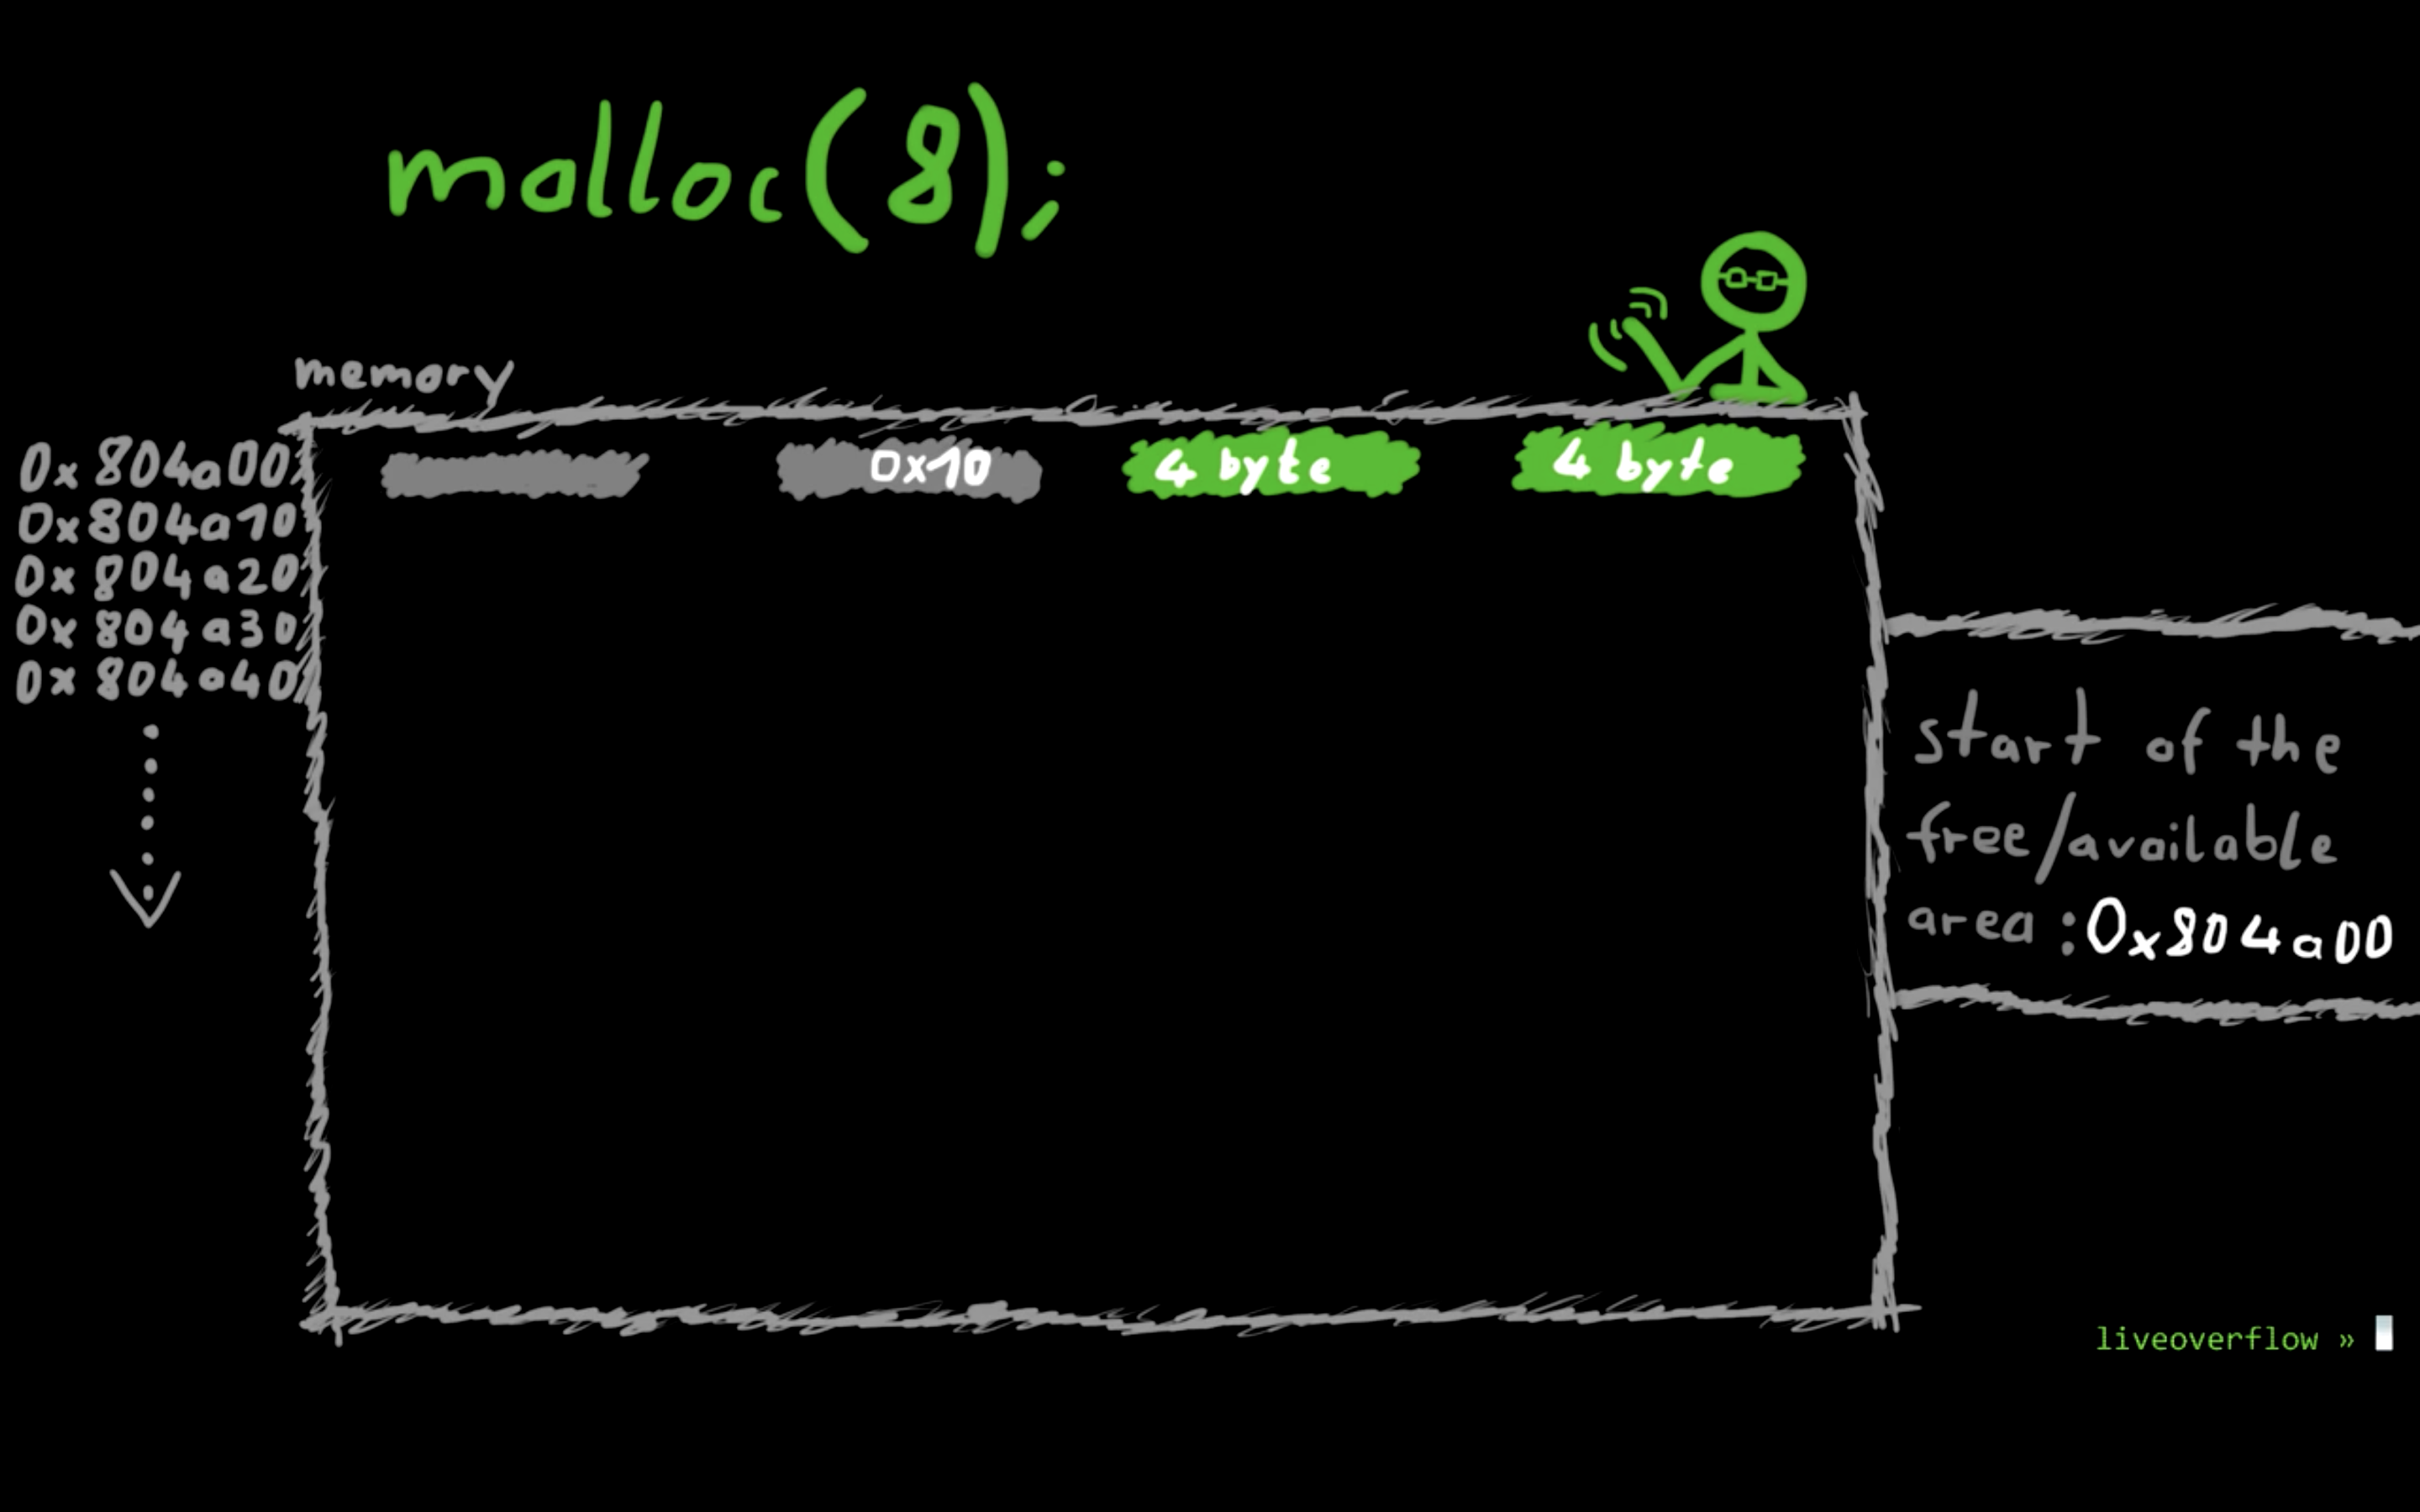 malloc(8);
memory
0x804a00
0x10
4 byte
4 byte
0x804a10
0x804a20
0x804a30
0x804a40
start of the
free/available
area:0x804a00
liveoverflow »